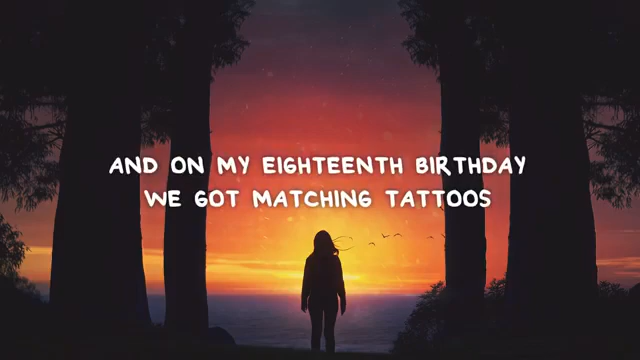 AND ON MY EIGHTEENTH BIRTHDAY
WE GOT MATCHING TATTOOS